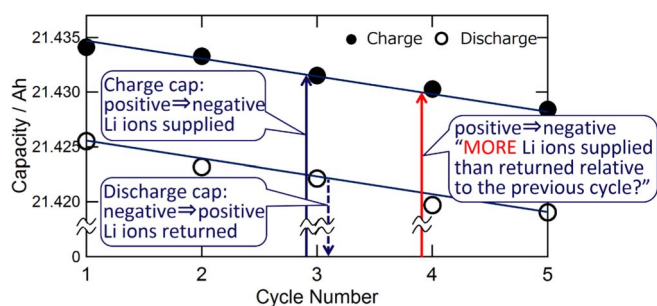 Capacity / Ah
21.435
21.430
21.425
21.420
0
● Charge ○ Discharge
Charge cap:
positive⇒negative
Li ions supplied
Discharge cap:
negative⇒positive
Li ions returned
positive⇒negative
“MORE Li ions supplied
than returned relative
to the previous cycle?”
1 2 3 4 5
Cycle Number